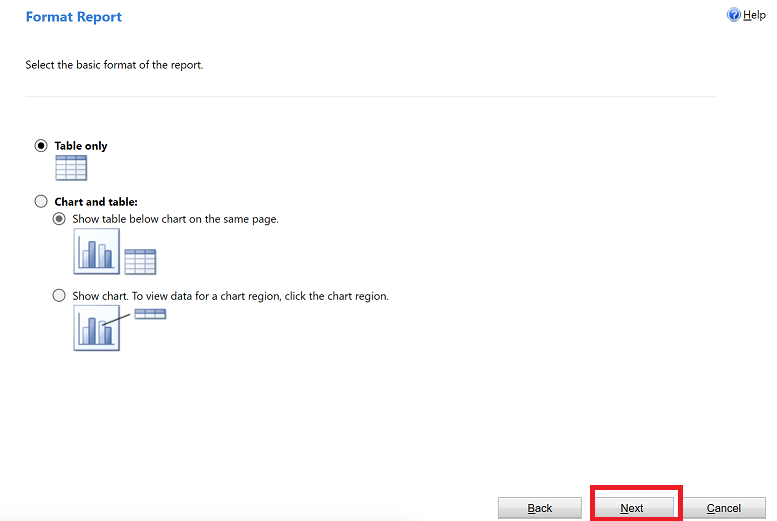 Format Report
Help
Select the basic format of the report.
Table only
Chart and table:
Show table below chart on the same page.
Show chart. To view data for a chart region, click the chart region.
Back
Next
Cancel